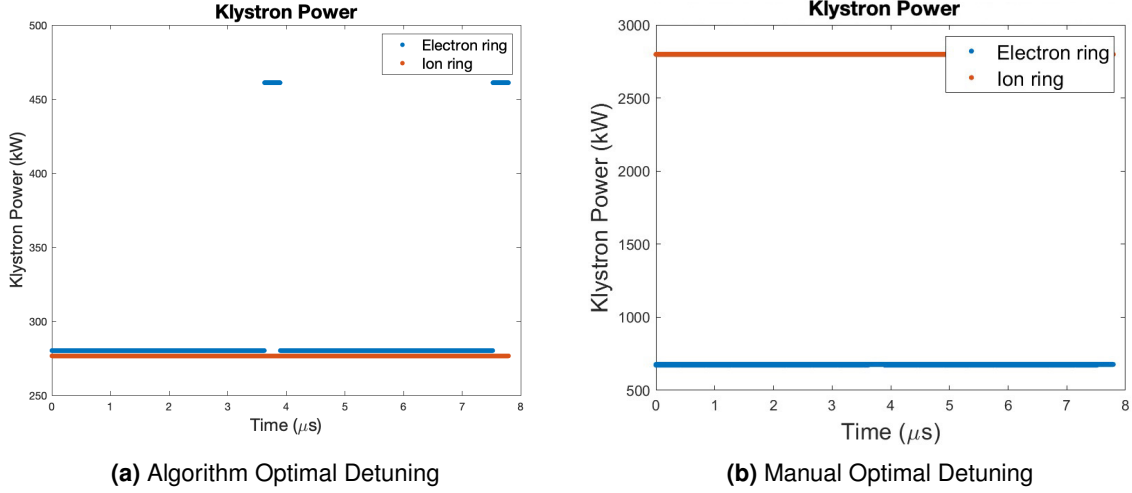 Klystron Power
500
450
400
350
300
250
Klystron Power (kW)
0 1 2 3 4 5 6 7 8
Time (μs)
Electron ring
Ion ring
(a) Algorithm Optimal Detuning
Klystron Power
3000
2500
2000
1500
1000
500
Klystron Power (kW)
0 1 2 3 4 5 6 7 8
Time (μs)
Electron ring
Ion ring
(b) Manual Optimal Detuning